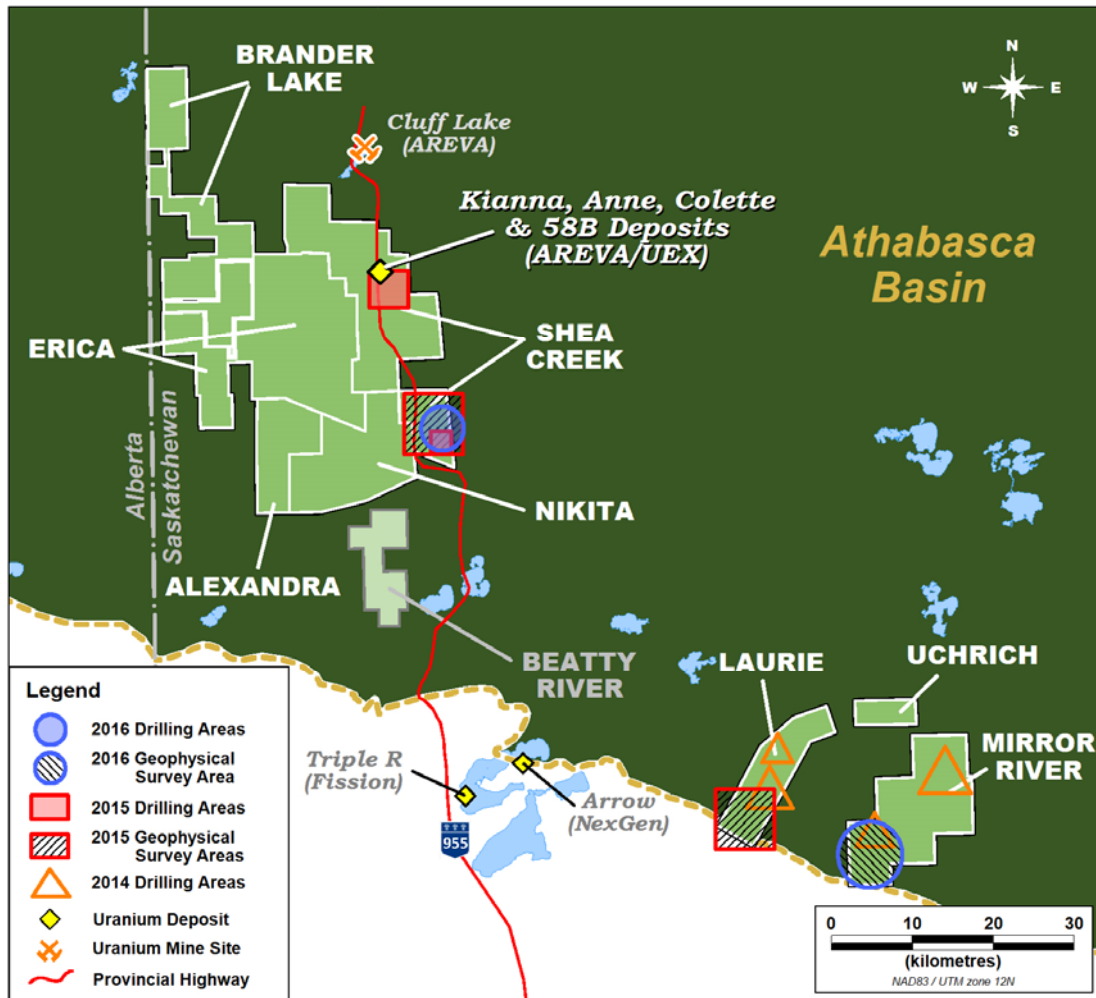 BRANDER
LAKE
N
W
E
S
Cluff Lake
(AREVA)
Kianna, Anne, Colette
& 58B Deposits
(AREVA/UEX)
Athabasca
Basin
ERICA
SHEA
CREEK
Alberta
Saskatchewan
NIKITA
ALEXANDRA
BEATTY
RIVER
LAURIE
UCHRICH
MIRROR
RIVER
Triple R
(Fission)
Arrow
(NexGen)
955
Legend
2016 Drilling Areas
2016 Geophysical
Survey Area
2015 Drilling Areas
2015 Geophysical
Survey Areas
2014 Drilling Areas
Uranium Deposit
Uranium Mine Site
Provincial Highway
0 10 20 30
(kilometres)
NAD83 / UTM zone 12N